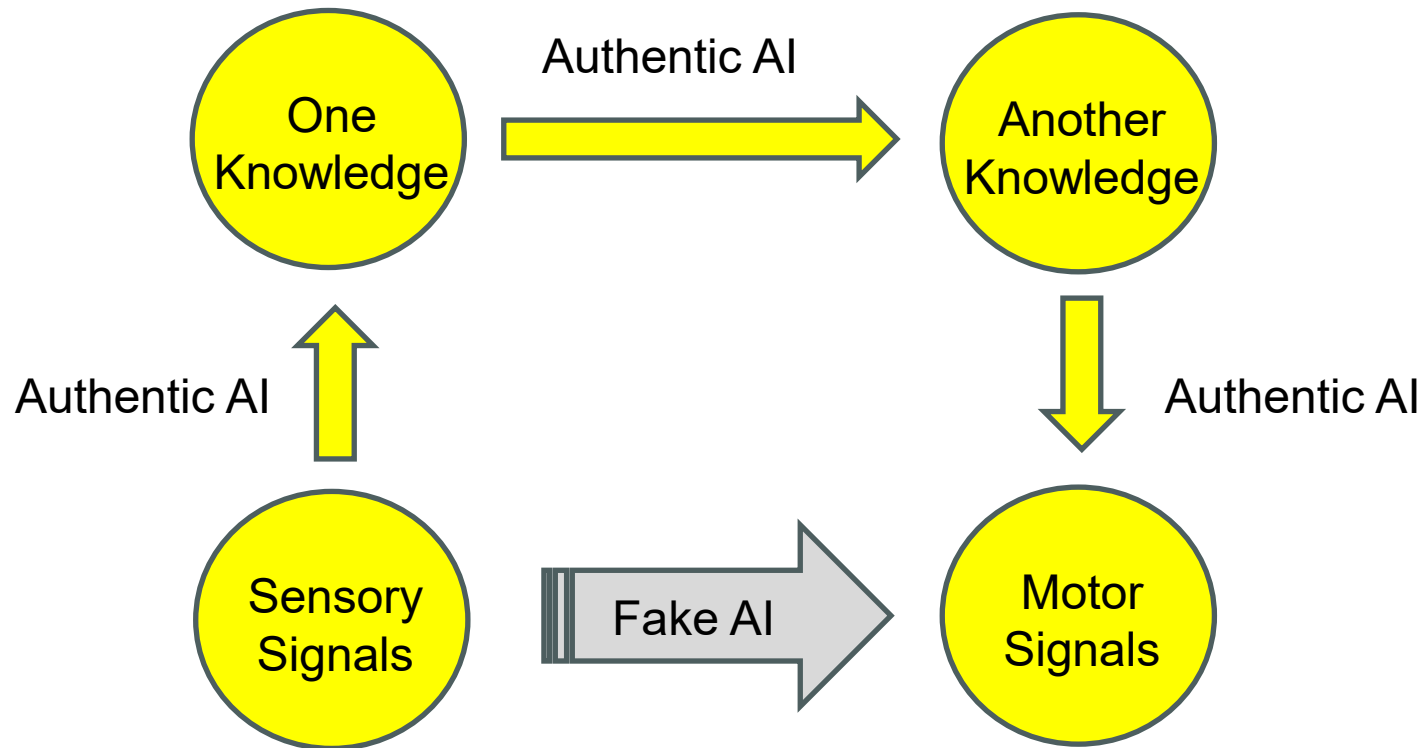 Authentic AI
One
Knowledge
Another
Knowledge
Authentic AI
Authentic AI
Sensory
Signals
Fake AI
Motor
Signals